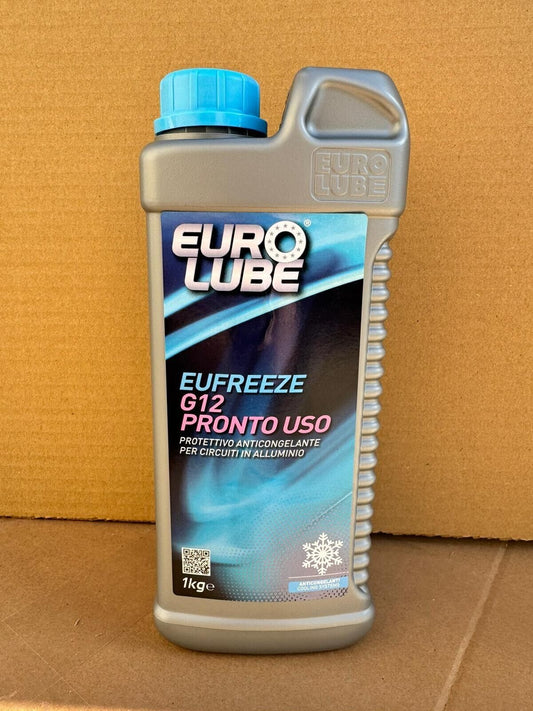 EURO
LUBE
EURO
LUBE®
EUFREEZE
G12
PRONTO USO
PROTETTIVO ANTICONGELANTE
PER CIRCUITI IN ALLUMINIO
1kg℮
ANTICONGELANTI
COOLING SYSTEMS